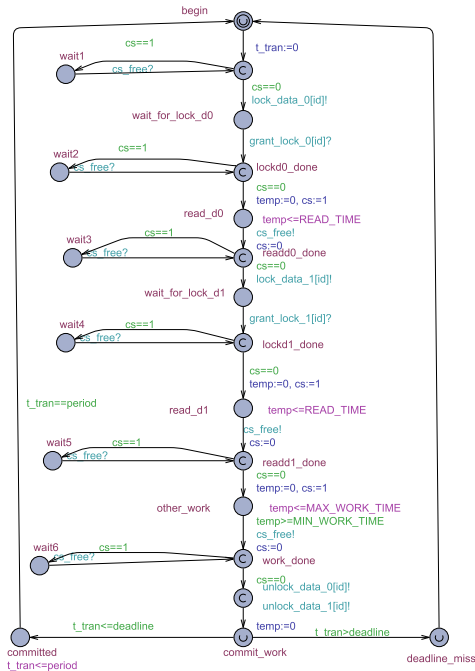 begin
t_tran:=0
cs==1
wait1
cs_free?
C
cs==0
lock_data_0[id]!
wait_for_lock_d0
grant_lock_0[id]?
cs==1
wait2
cs_free?
C
lockd0_done
cs==0
temp:=0, cs:=1
read_d0
temp<=READ_TIME
cs_free!
cs:=0
cs==1
wait3
cs_free?
C
readd0_done
cs==0
lock_data_1[id]!
wait_for_lock_d1
grant_lock_1[id]?
cs==1
wait4
cs_free?
C
lockd1_done
cs==0
temp:=0, cs:=1
t_tran==period
read_d1
temp<=READ_TIME
cs_free!
cs:=0
cs==1
wait5
cs_free?
C
readd1_done
cs==0
temp:=0, cs:=1
other_work
temp<=MAX_WORK_TIME
temp>=MIN_WORK_TIME
cs_free!
cs:=0
cs==1
wait6
cs_free?
C
work_done
cs==0
unlock_data_0[id]!
C
unlock_data_1[id]!
temp:=0
t_tran<=deadline
t_tran>deadline
committed
commit_work
deadline_miss
t_tran<=period